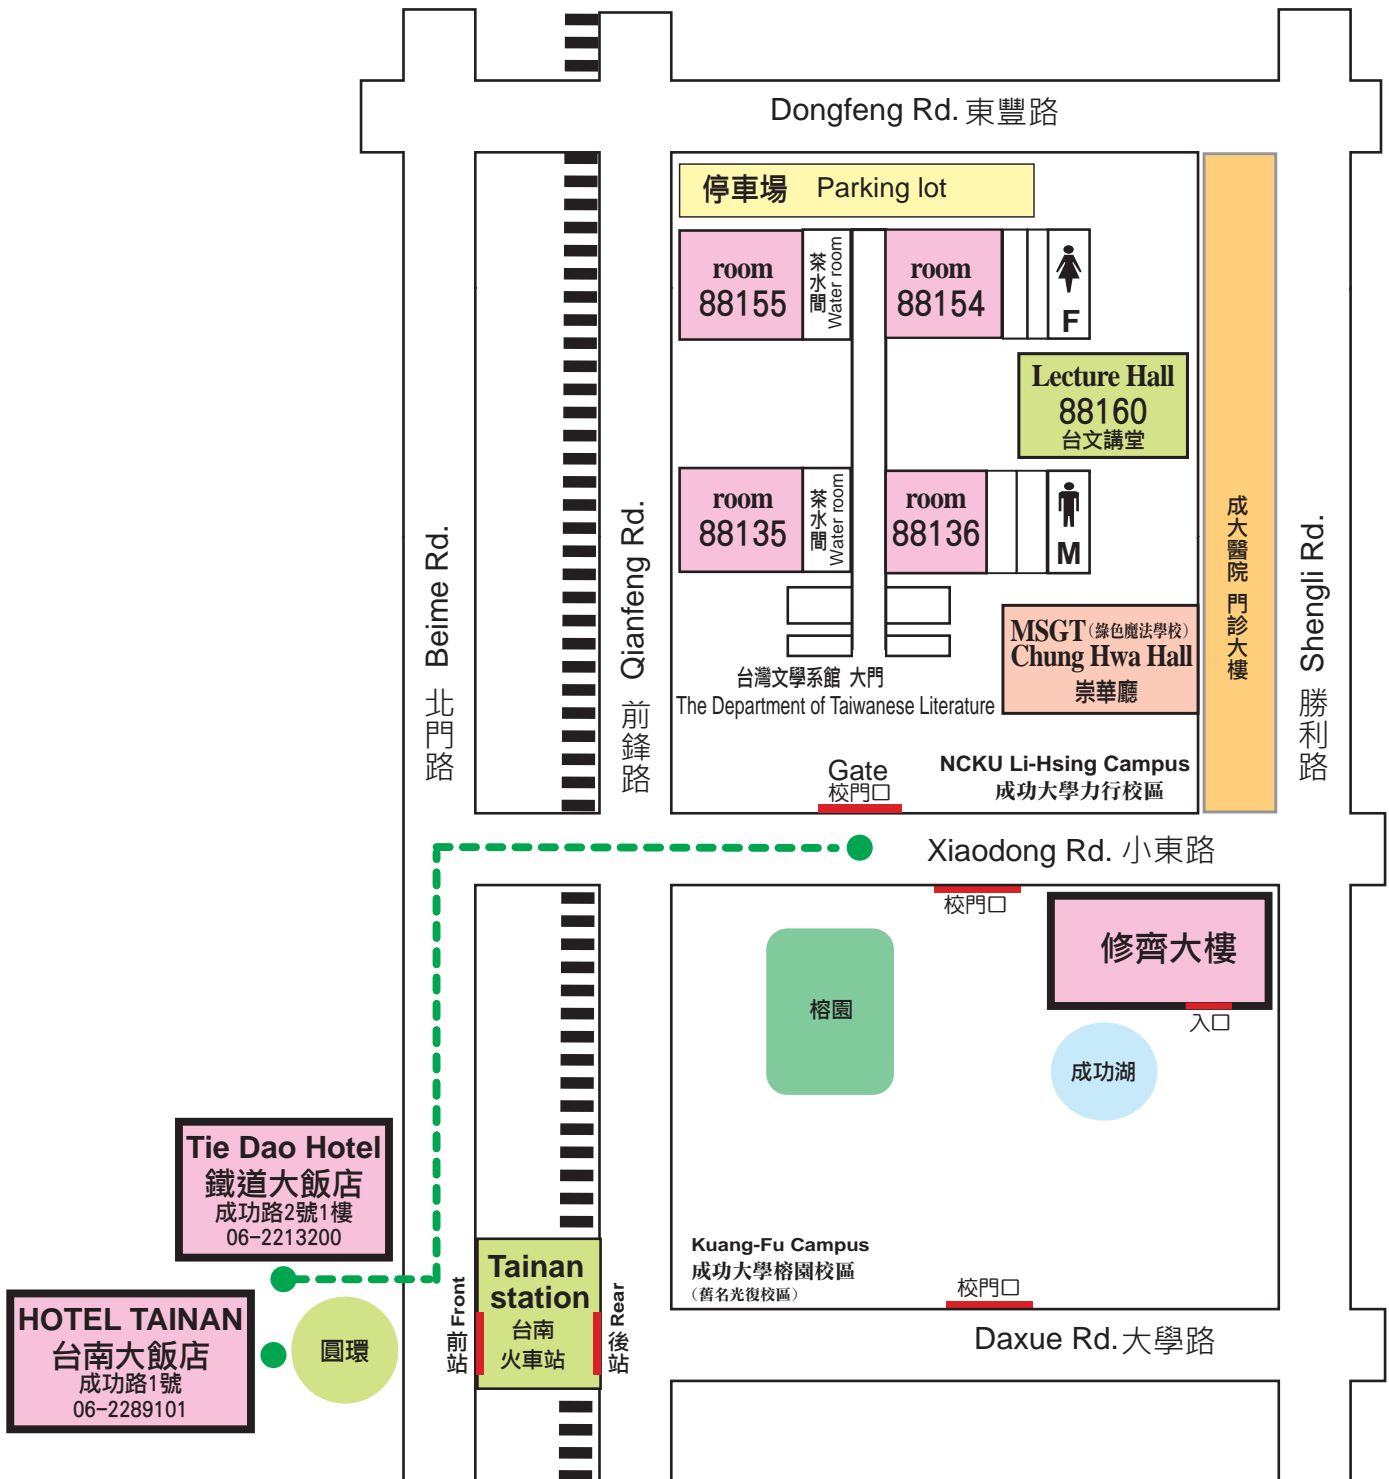 Dongfeng Rd. 東豐路
停車場 Parking lot
room
88155
茶水間
Water room
room
88154
F
Lecture Hall
88160
台文講堂
room
88135
茶水間
Water room
room
88136
M
成大醫院 門診大樓
Beime Rd.
北門路
Qianfeng Rd.
前鋒路
Shengli Rd.
勝利路
MSGT(綠色魔法學校)
Chung Hwa Hall
崇華廳
台灣文學系館 大門
The Department of Taiwanese Literature
Gate
校門口
NCKU Li-Hsing Campus
成功大學力行校區
Xiaodong Rd. 小東路
校門口
修齊大樓
入口
榕園
成功湖
Tie Dao Hotel
鐵道大飯店
成功路2號1樓
06-2213200
HOTEL TAINAN
台南大飯店
成功路1號
06-2289101
圓環
Front
前站
Tainan
station
台南
火車站
Rear
後站
Kuang-Fu Campus
成功大學榕園校區
(舊名光復校區)
校門口
Daxue Rd. 大學路